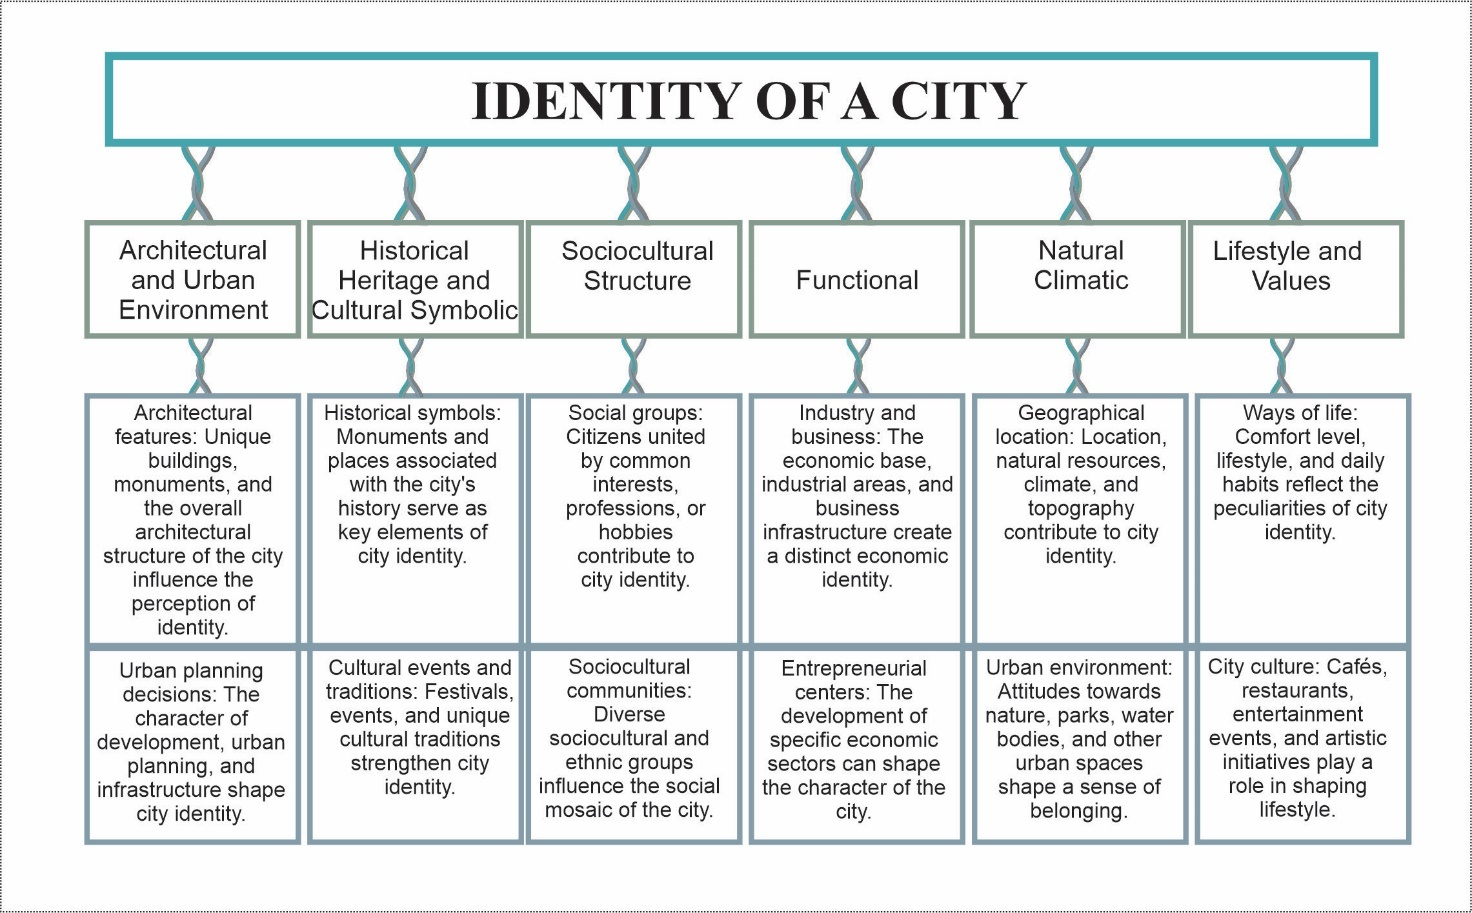 IDENTITY OF A CITY
Architectural
and Urban
Environment
Historical
Heritage and
Cultural Symbolic
Sociocultural
Structure
Functional
Natural
Climatic
Lifestyle and
Values
Architectural
features: Unique
buildings,
monuments, and
the overall
architectural
structure of the city
influence the
perception of
identity.
Historical symbols:
Monuments and
places associated
with the city's
history serve as
key elements of
city identity.
Social groups:
Citizens united
by common
interests,
professions, or
hobbies
contribute to
city identity.
Industry and
business: The
economic base,
industrial areas, and
business
infrastructure create
a distinct economic
identity.
Geographical
location: Location,
natural resources,
climate, and
topography
contribute to city
identity.
Ways of life:
Comfort level,
lifestyle, and daily
habits reflect the
peculiarities of city
identity.
Urban planning
decisions: The
character of
development, urban
planning, and
infrastructure shape
city identity.
Cultural events and
traditions: Festivals,
events, and unique
cultural traditions
strengthen city
identity.
Sociocultural
communities:
Diverse
sociocultural and
ethnic groups
influence the social
mosaic of the city.
Entrepreneurial
centers: The
development of
specific economic
sectors can shape
the character of the
city.
Urban environment:
Attitudes towards
nature, parks, water
bodies, and other
urban spaces
shape a sense of
belonging.
City culture: Cafés,
restaurants,
entertainment
events, and artistic
initiatives play a
role in shaping
lifestyle.